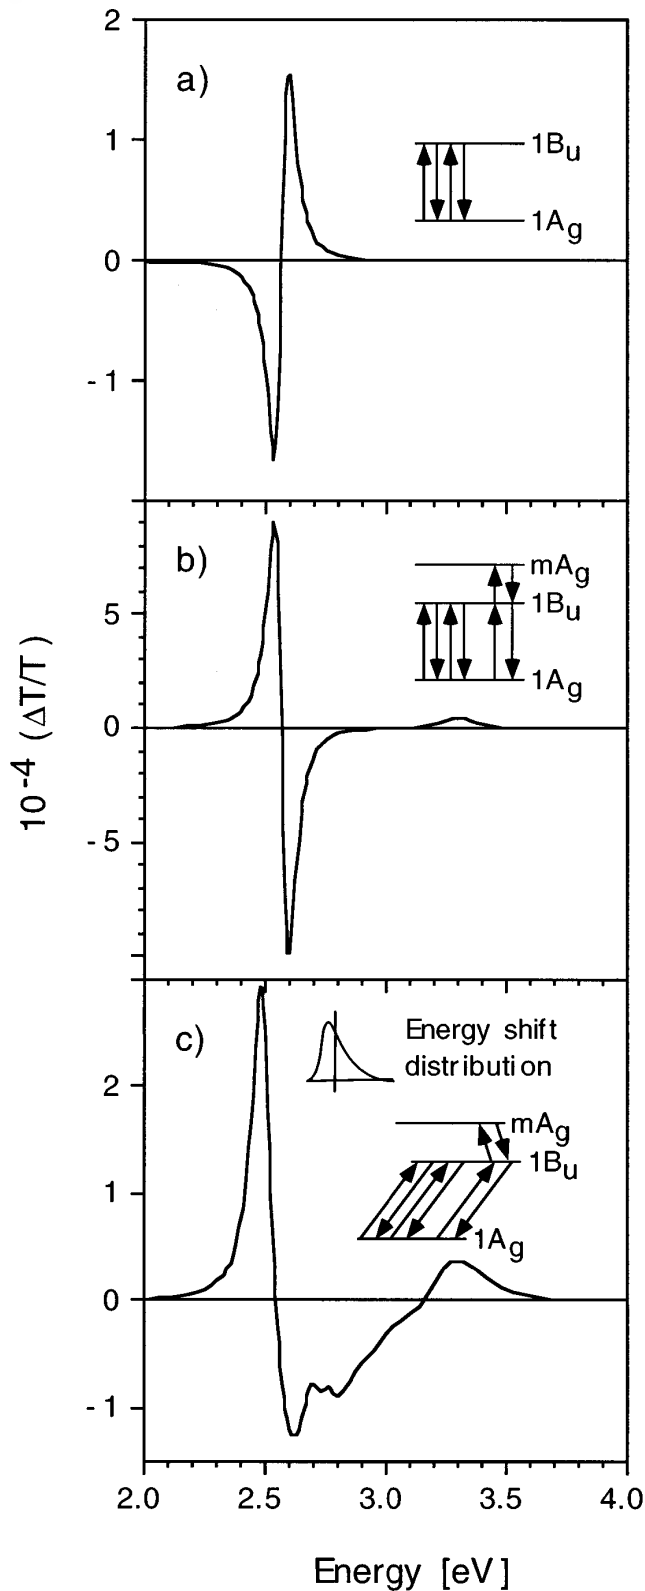 2
a)
1
1Bu
1Ag
0
- 1
b)
mAg
1Bu
5
1Ag
0
- 5
10-4 (ΔT/T)
c)
Energy shift
distribution
2
mAg
1Bu
1
1Ag
0
-1
2.0 2.5 3.0 3.5 4.0
Energy [eV]